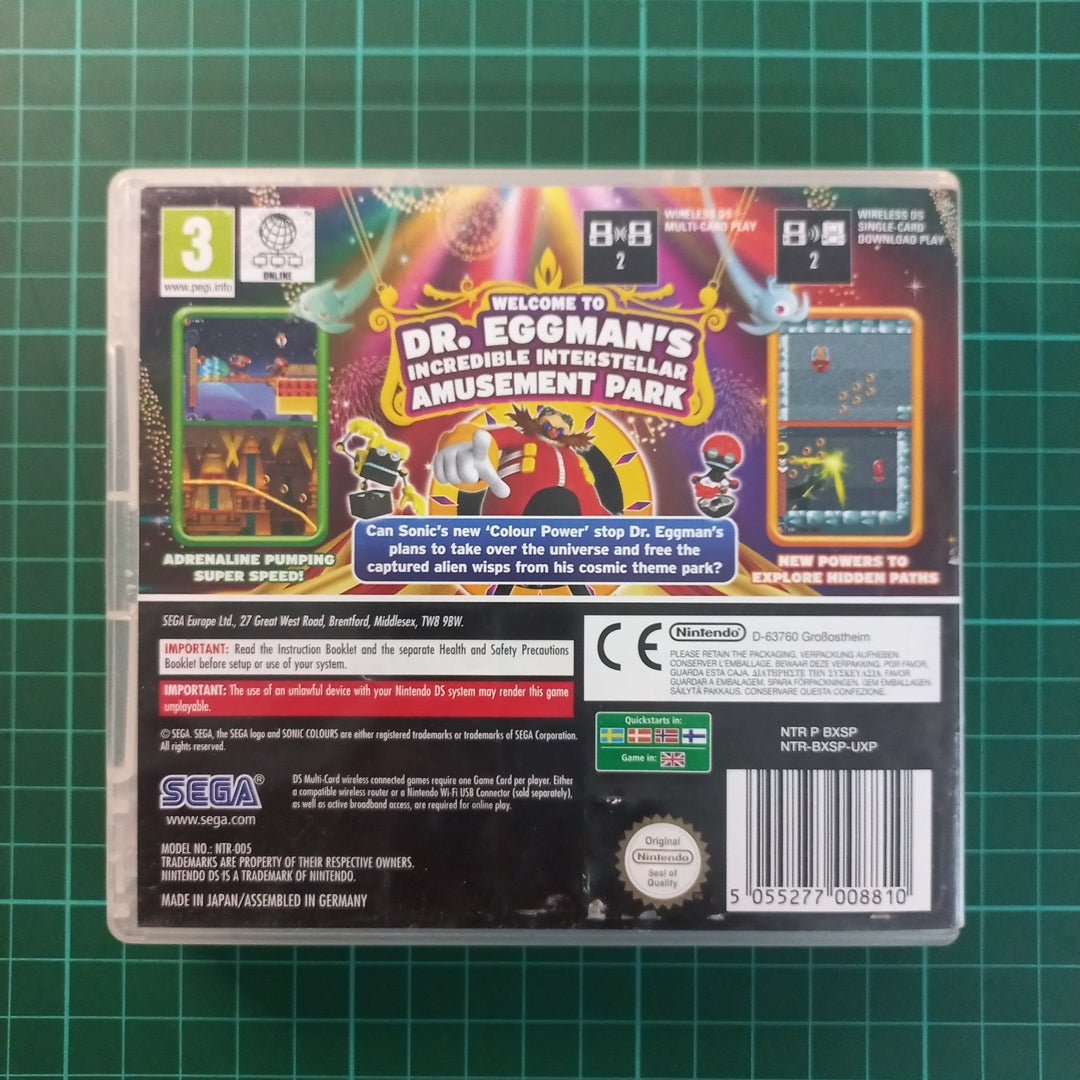 3
www.pegi.info
ONLINE
2
WIRELESS DS
MULTI-CARD PLAY
2
WIRELESS DS
SINGLE-CARD
DOWNLOAD PLAY
WELCOME TO
DR. EGGMAN'S
INCREDIBLE INTERSTELLAR
AMUSEMENT PARK
Can Sonic's new 'Colour Power' stop Dr. Eggman's
plans to take over the universe and free the
captured alien wisps from his cosmic theme park?
ADRENALINE PUMPING
SUPER SPEED!
NEW POWERS TO
EXPLORE HIDDEN PATHS
SEGA Europe Ltd., 27 Great West Road, Brentford, Middlesex, TW8 9BW.
IMPORTANT: Read the Instruction Booklet and the separate Health and Safety Precautions
Booklet before setup or use of your system.
IMPORTANT: The use of an unlawful device with your Nintendo DS system may render this game
unplayable.
© SEGA. SEGA, the SEGA logo and SONIC COLOURS are either registered trademarks or trademarks of SEGA Corporation.
All rights reserved.
SEGA®
www.sega.com
DS Multi-Card wireless connected games require one Game Card per player. Either
a compatible wireless router or a Nintendo Wi-Fi USB Connector (sold separately),
as well as active broadband access, are required for online play.
MODEL NO.: NTR-005
TRADEMARKS ARE PROPERTY OF THEIR RESPECTIVE OWNERS.
NINTENDO DS IS A TRADEMARK OF NINTENDO.
MADE IN JAPAN/ASSEMBLED IN GERMANY
CE
Nintendo®
D-63760 Großostheim
PLEASE RETAIN THE PACKAGING. VERPACKUNG AUFHEBEN.
CONSERVER L'EMBALLAGE. BEWAAR DEZE VERPAKKING. POR FAVOR,
GUARDA ESTA CAJA. ΔΙΑΤΗΡΗΣΤΕ ΤΗΝ ΣΥΣΚΕΥΑΣΙΑ. FAVOR
GUARDAR A EMBALAGEM. SPARA FÖRPACKNINGEN. GEM EMBALLAGEN.
SÄILYTÄ PAKKAUS. CONSERVARE QUESTA CONFEZIONE.
Quickstarts in:
Game in:
NTR P BXSP
NTR-BXSP-UXP
Original
Nintendo
Seal of
Quality
5 055277 008810